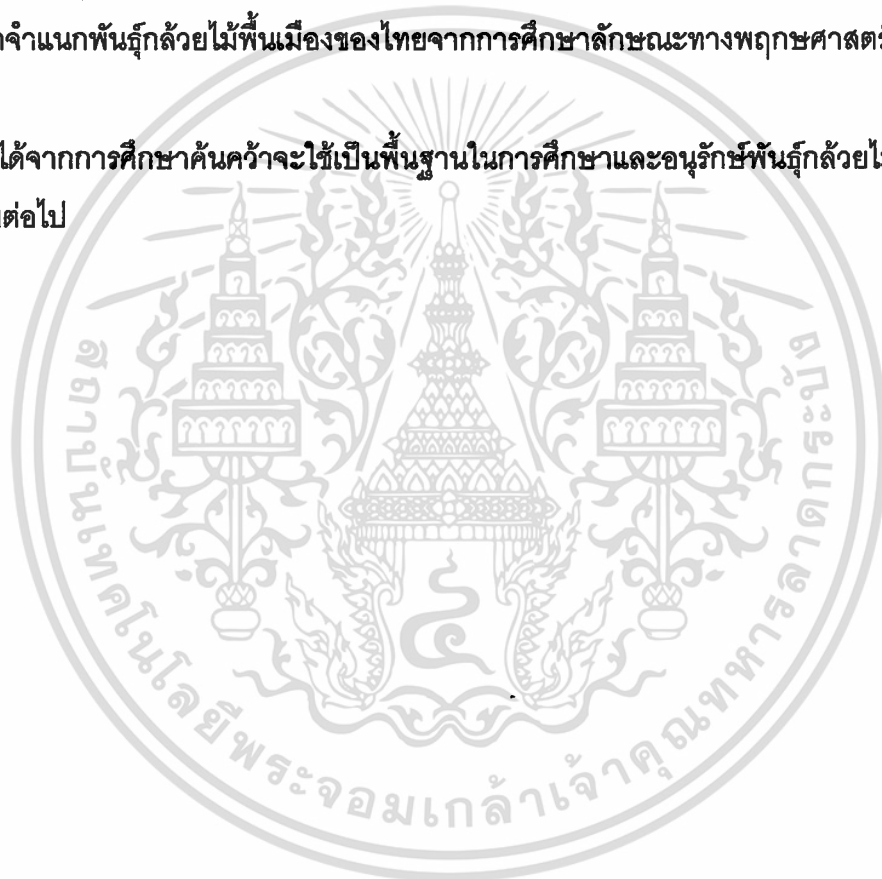 จำแนกพันธุ์กล้วยไม้พื้นเมืองของไทยจากการศึกษาลักษณะทางพฤกษศาสตร์
ได้จากการศึกษาค้นคว้าจะใช้เป็นพื้นฐานในการศึกษาและอนุรักษ์พันธุ์กล้วยไ
ต่อไป
สถาบันเทคโนโลยีพระจอมเกล้าเจ้าคุณทหารลาดกระบัง